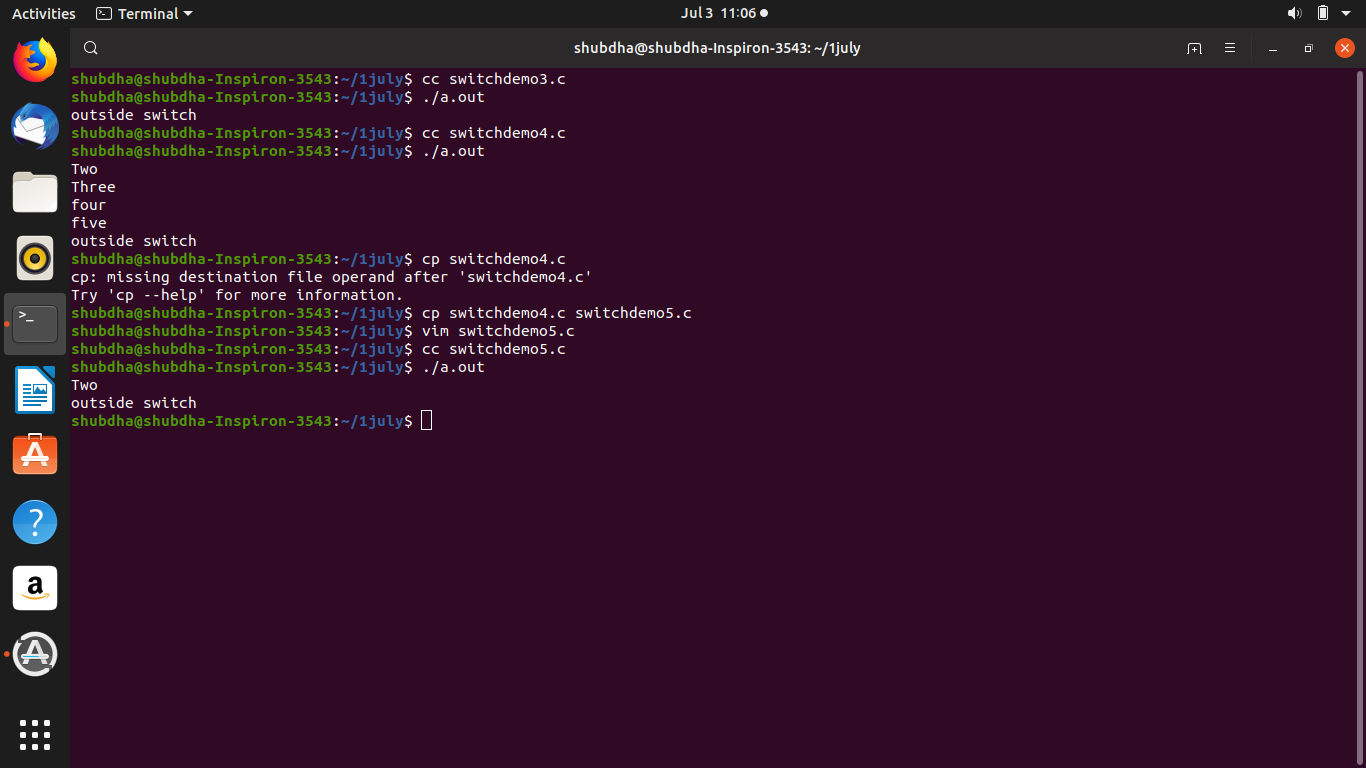 Activities Terminal Jul 3 11:06
shubdha@shubdha-Inspiron-3543: ~/1july
shubdha@shubdha-Inspiron-3543:~/1july$ cc switchdemo3.c
shubdha@shubdha-Inspiron-3543:~/1july$ ./a.out
outside switch
shubdha@shubdha-Inspiron-3543:~/1july$ cc switchdemo4.c
shubdha@shubdha-Inspiron-3543:~/1july$ ./a.out
Two
Three
four
five
outside switch
shubdha@shubdha-Inspiron-3543:~/1july$ cp switchdemo4.c
cp: missing destination file operand after 'switchdemo4.c'
Try 'cp --help' for more information.
shubdha@shubdha-Inspiron-3543:~/1july$ cp switchdemo4.c switchdemo5.c
shubdha@shubdha-Inspiron-3543:~/1july$ vim switchdemo5.c
shubdha@shubdha-Inspiron-3543:~/1july$ cc switchdemo5.c
shubdha@shubdha-Inspiron-3543:~/1july$ ./a.out
Two
outside switch
shubdha@shubdha-Inspiron-3543:~/1july$